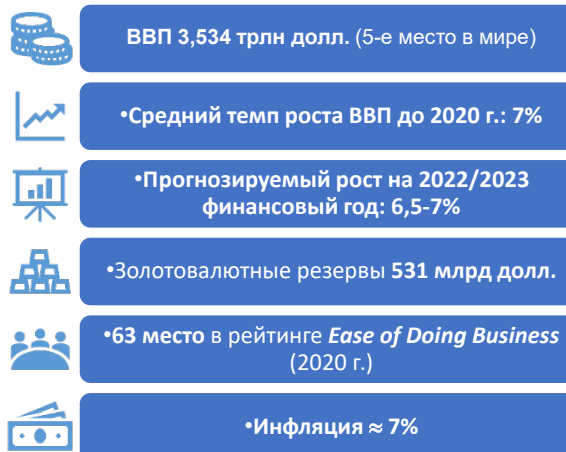 ВВП 3,534 трлн долл. (5-е место в мире)
•Средний темп роста ВВП до 2020 г.: 7%
•Прогнозируемый рост на 2022/2023
финансовый год: 6,5-7%
•Золотовалютные резервы 531 млрд долл.
•63 место в рейтинге Ease of Doing Business
(2020 г.)
•Инфляция ≈ 7%